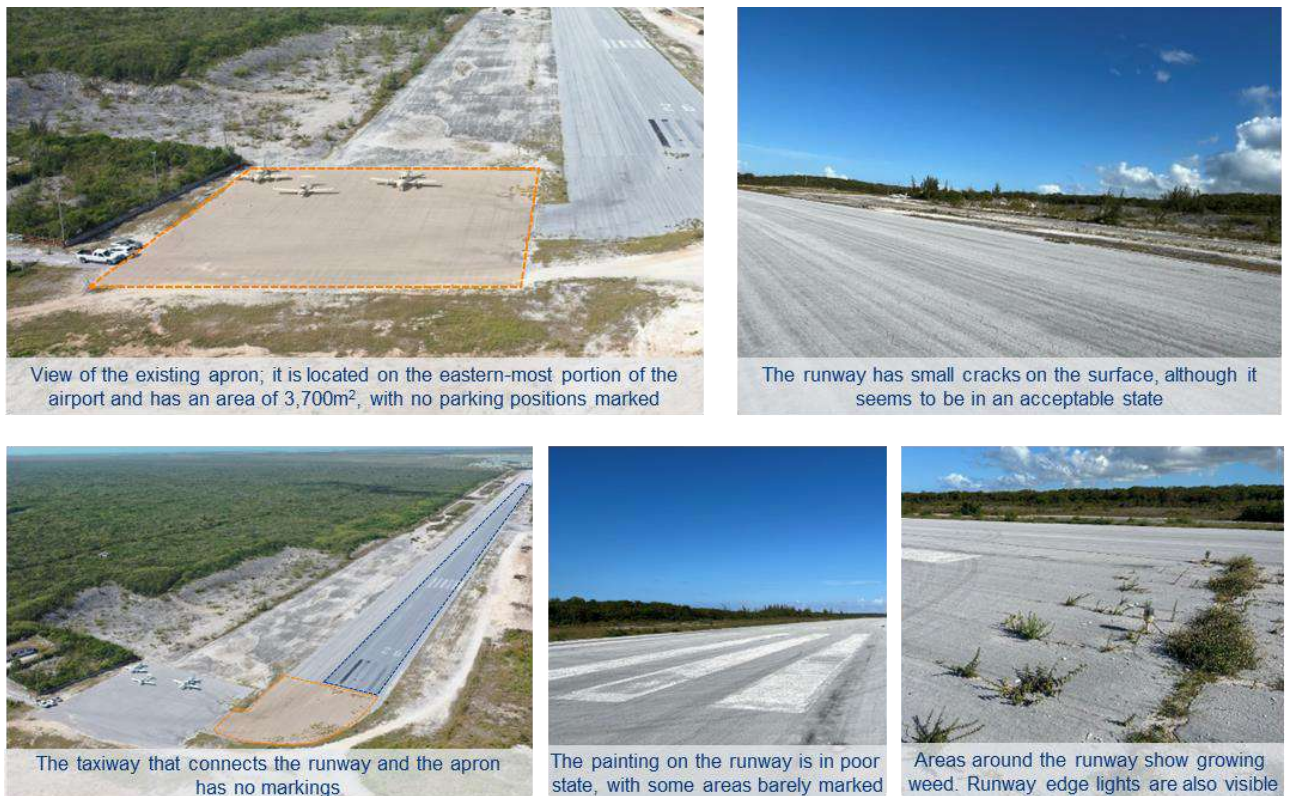 View of the existing apron; it is located on the eastern-most portion of the
airport and has an area of 3,700m², with no parking positions marked
The runway has small cracks on the surface, although it
seems to be in an acceptable state
26
The taxiway that connects the runway and the apron
has no markings
26
The painting on the runway is in poor
state, with some areas barely marked
Areas around the runway show growing
weed. Runway edge lights are also visible